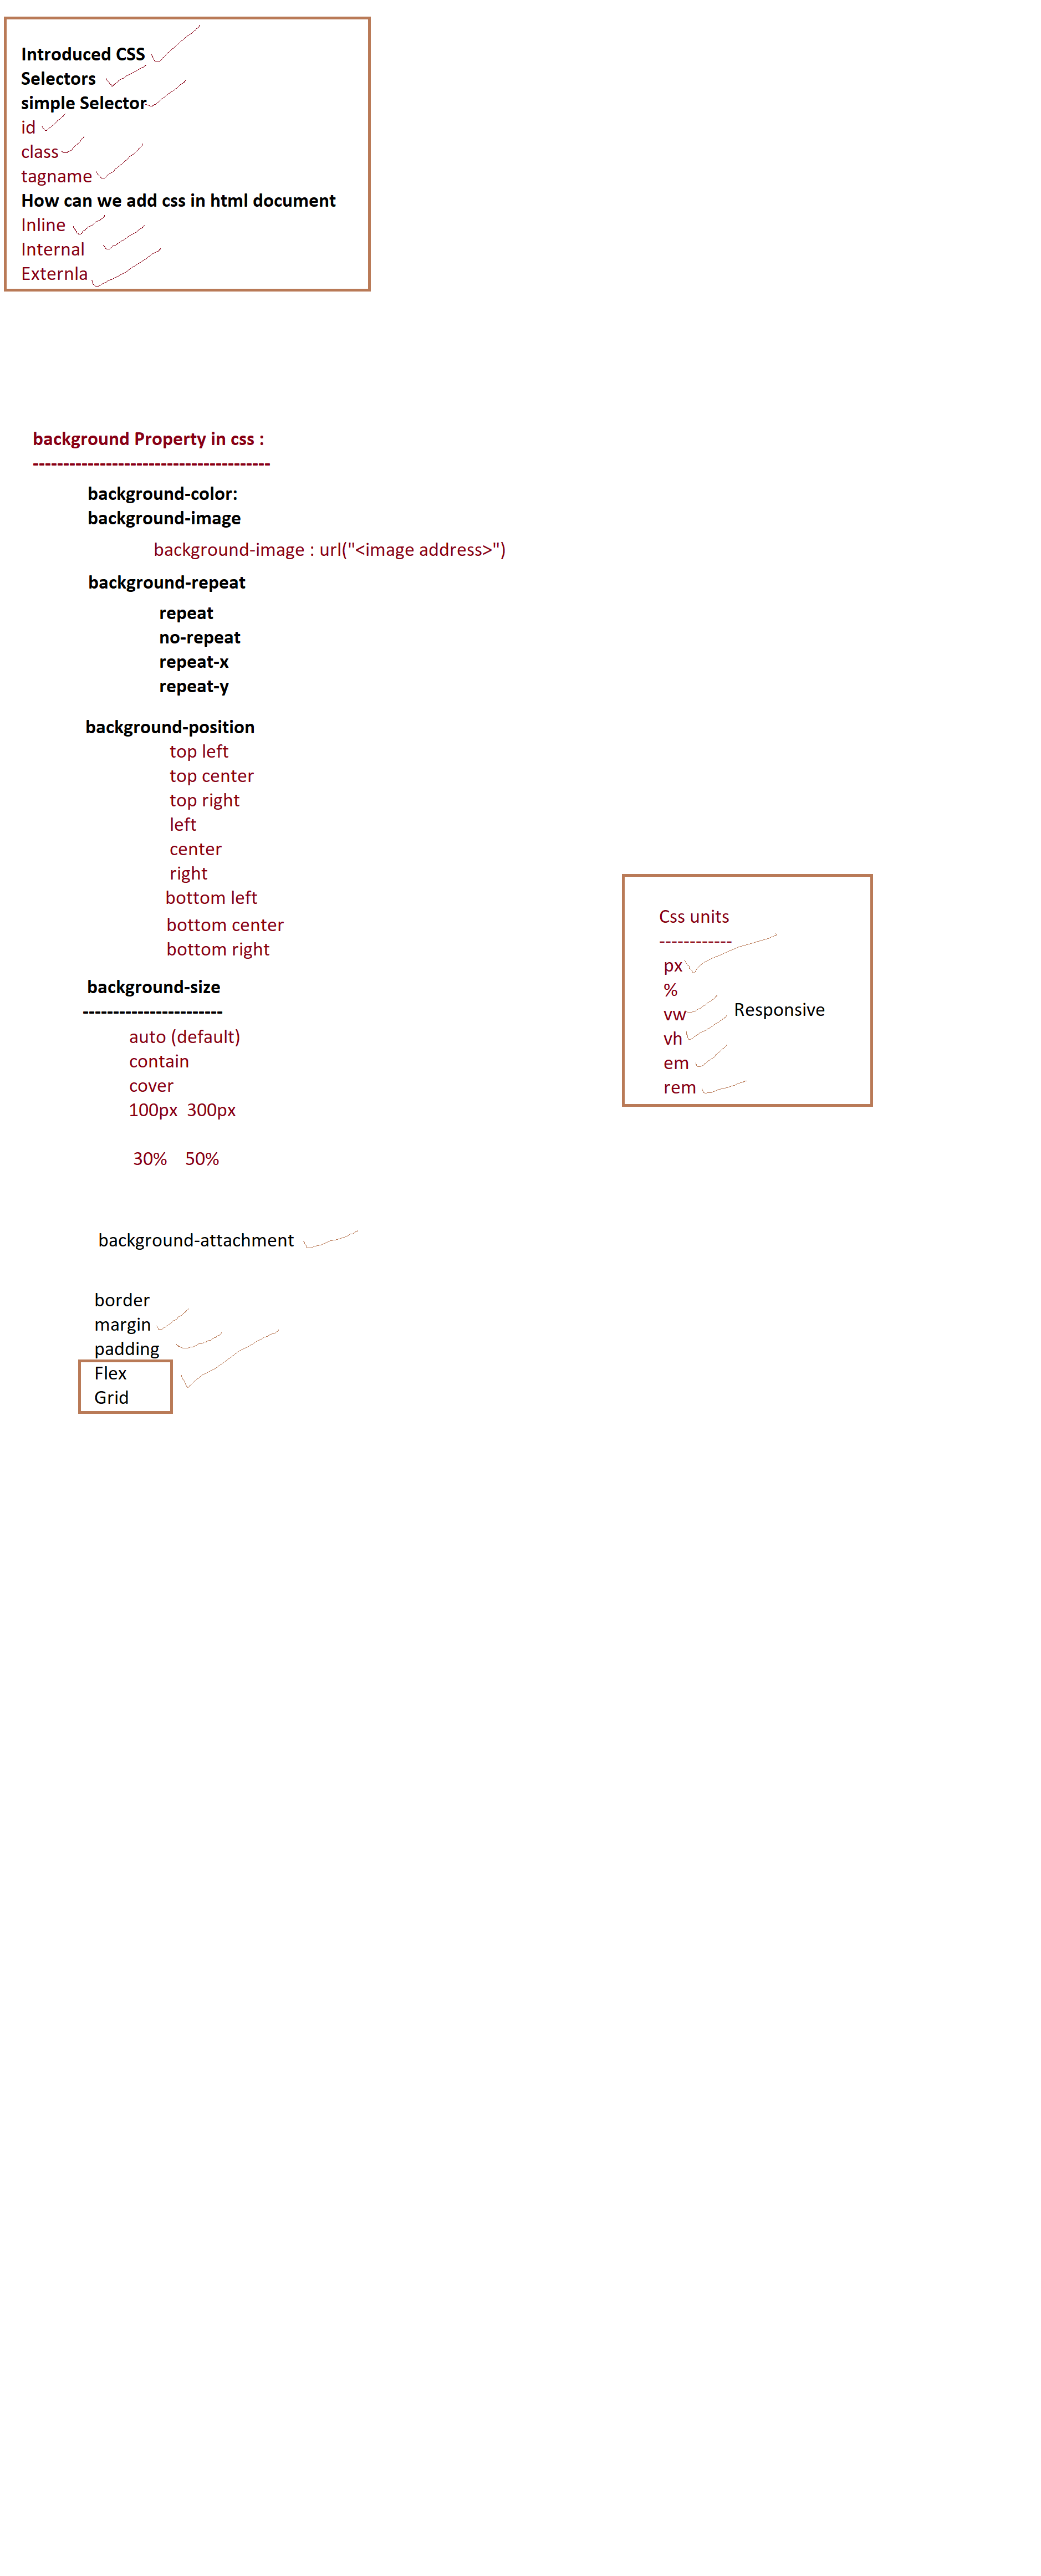 Introduced CSS
Selectors
simple Selector
id
class
tagname
How can we add css in html document
Inline
Internal
Externla
background Property in css :
---------------------------------------
background-color:
background-image
background-image : url("<image address>")
background-repeat
repeat
no-repeat
repeat-x
repeat-y
background-position
top left
top center
top right
left
center
right
bottom left
bottom center
bottom right
background-size
-----------------------
auto (default)
contain
cover
100px 300px
30% 50%
Css units
------------
px
%
vw
Responsive
vh
em
rem
background-attachment
border
margin
padding
Flex
Grid